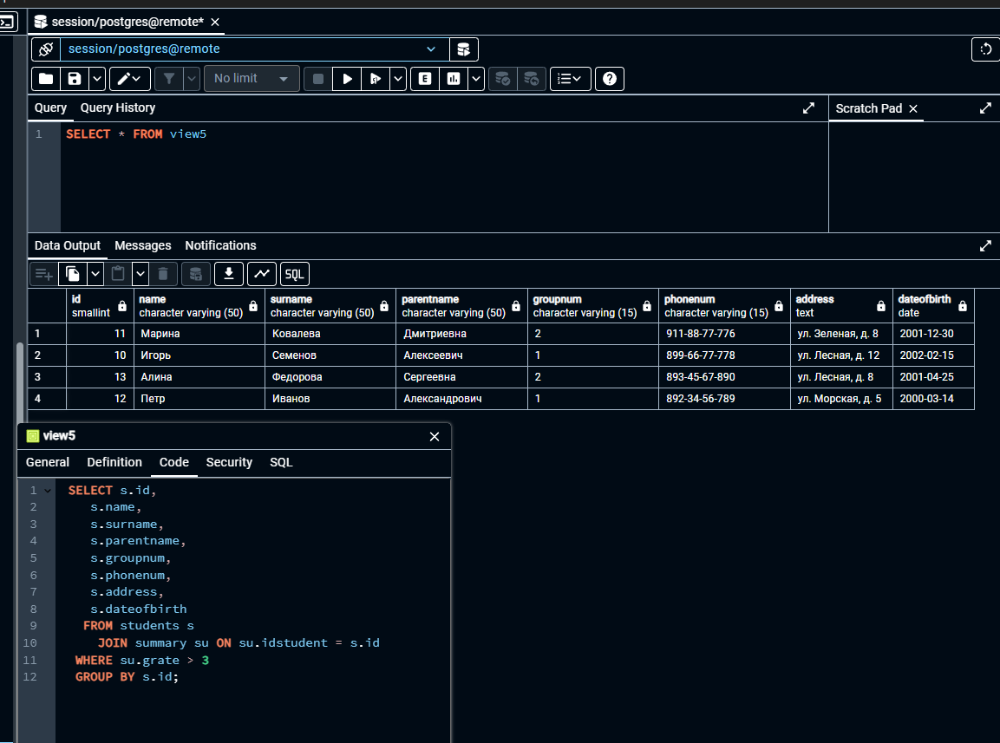 session/postgres@remote*
session/postgres@remote
No limit
E
Query Query History
Scratch Pad
1 SELECT * FROM view5
Data Output Messages Notifications
SQL
id smallint
name character varying (50)
surname character varying (50)
parentname character varying (50)
groupnum character varying (15)
phonenum character varying (15)
address text
dateofbirth date
1 11 Марина Ковалева Дмитриевна 2 911-88-77-776 ул. Зеленая, д. 8 2001-12-30
2 10 Игорь Семенов Алексеевич 1 899-66-77-778 ул. Лесная, д. 12 2002-02-15
3 13 Алина Федорова Сергеевна 2 893-45-67-890 ул. Лесная, д. 8 2001-04-25
4 12 Петр Иванов Александрович 1 892-34-56-789 ул. Морская, д. 5 2000-03-14
view5
General Definition Code Security SQL
1 SELECT s.id,
2 s.name,
3 s.surname,
4 s.parentname,
5 s.groupnum,
6 s.phonenum,
7 s.address,
8 s.dateofbirth
9 FROM students s
10 JOIN summary su ON su.idstudent = s.id
11 WHERE su.grate > 3
12 GROUP BY s.id;